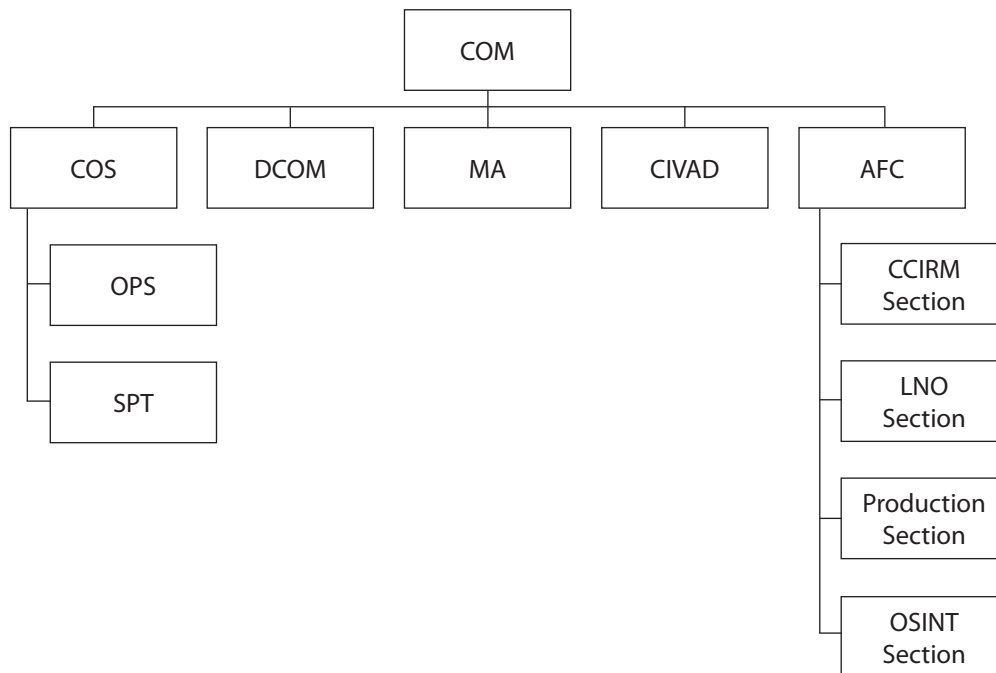 COM
COS
DCOM
MA
CIVAD
AFC
OPS
SPT
CCIRM
Section
LNO
Section
Production
Section
OSINT
Section